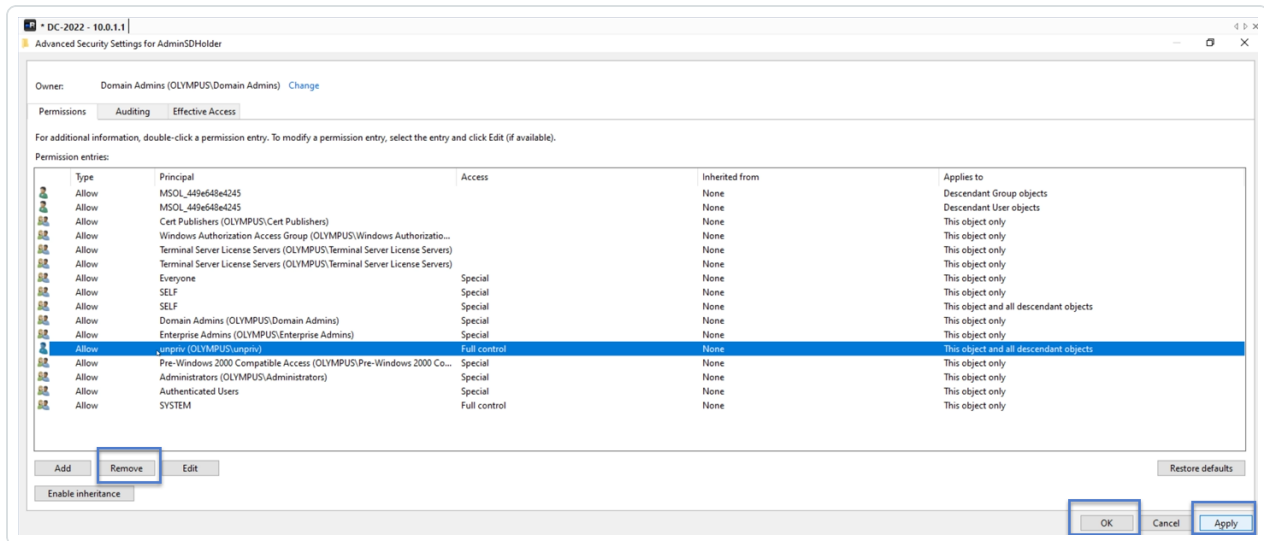 * DC-2022 - 10.0.1.1
Advanced Security Settings for AdminSDHolder
Owner: Domain Admins (OLYMPUS\Domain Admins) Change
Permissions Auditing Effective Access
For additional information, double-click a permission entry. To modify a permission entry, select the entry and click Edit (if available).
Permission entries:
Type Principal Access Inherited from Applies to
Allow MSOL_449e648e4245 None Descendant Group objects
Allow MSOL_449e648e4245 None Descendant User objects
Allow Cert Publishers (OLYMPUS\Cert Publishers) None This object only
Allow Windows Authorization Access Group (OLYMPUS\Windows Authorizatio... None This object only
Allow Terminal Server License Servers (OLYMPUS\Terminal Server License Servers) None This object only
Allow Terminal Server License Servers (OLYMPUS\Terminal Server License Servers) None This object only
Allow Everyone Special None This object only
Allow SELF Special None This object only
Allow SELF Special None This object and all descendant objects
Allow Domain Admins (OLYMPUS\Domain Admins) Special None This object only
Allow Enterprise Admins (OLYMPUS\Enterprise Admins) Special None This object only
Allow unpriv (OLYMPUS\unpriv) Full control None This object and all descendant objects
Allow Pre-Windows 2000 Compatible Access (OLYMPUS\Pre-Windows 2000 Co... Special None This object only
Allow Administrators (OLYMPUS\Administrators) Special None This object only
Allow Authenticated Users Special None This object only
Allow SYSTEM Full control None This object only
Add Remove Edit Restore defaults
Enable inheritance
OK Cancel Apply